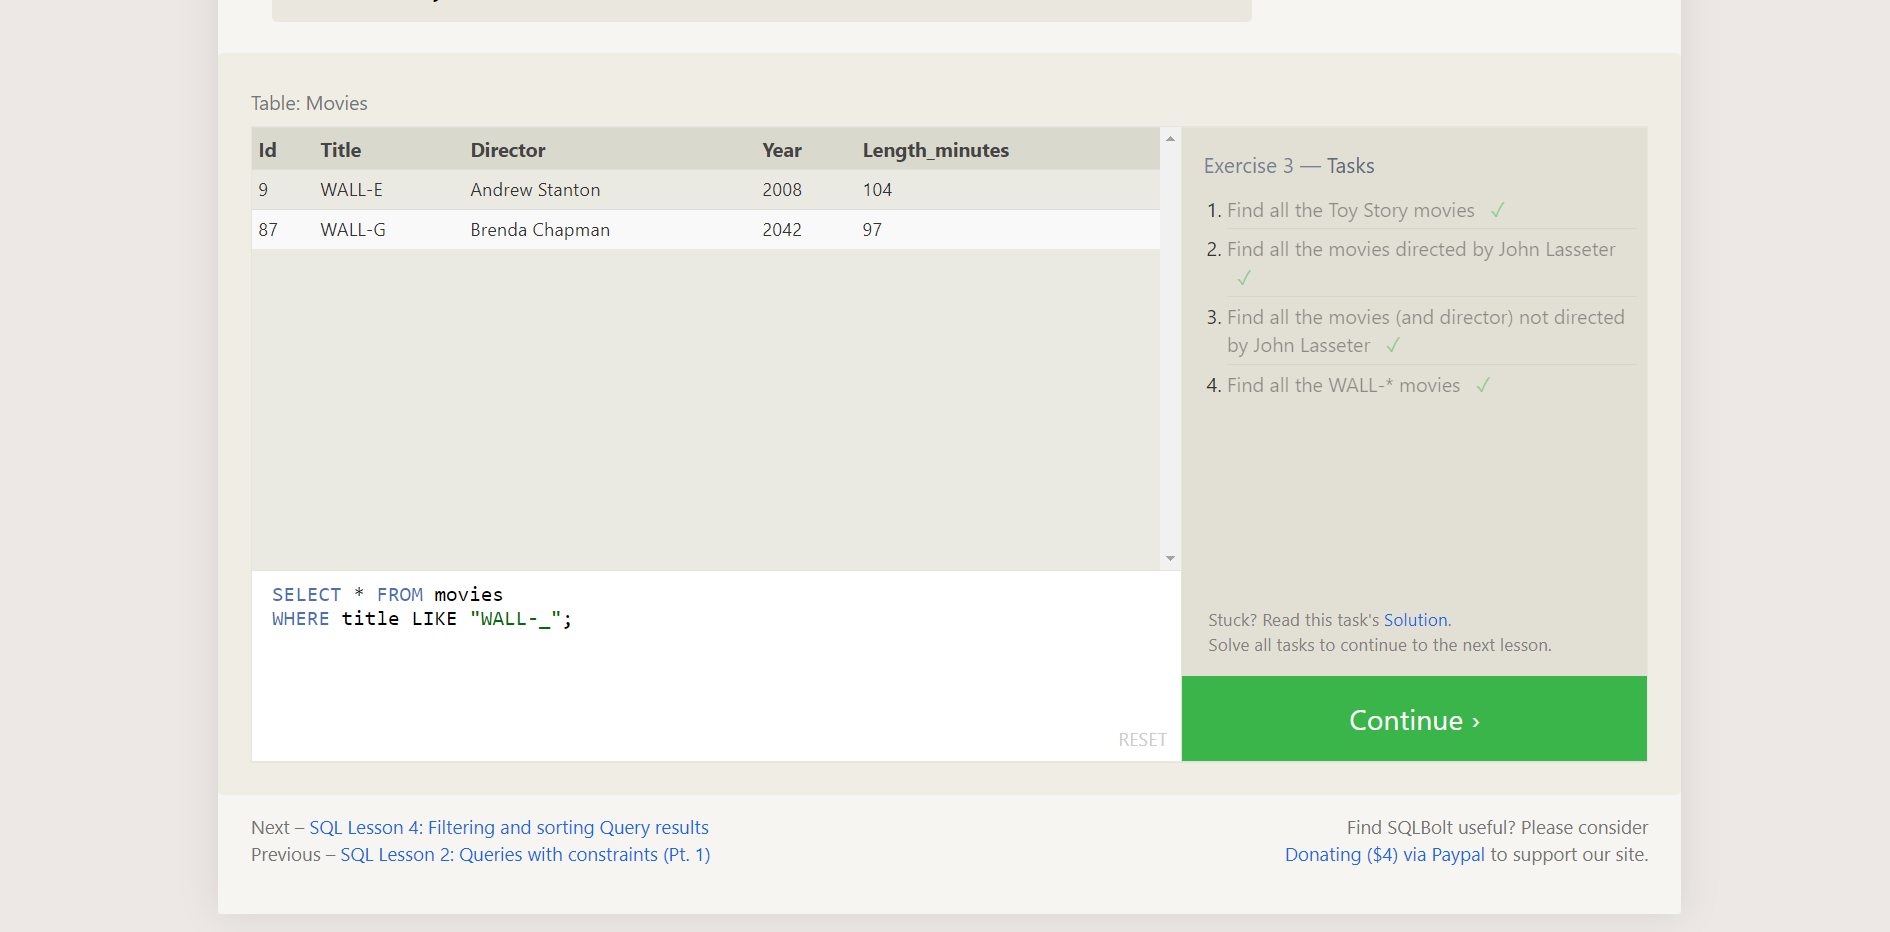 Table: Movies
Id Title Director Year Length_minutes
9 WALL-E Andrew Stanton 2008 104
87 WALL-G Brenda Chapman 2042 97
SELECT * FROM movies
WHERE title LIKE "WALL-_";
RESET
Exercise 3 — Tasks
1. Find all the Toy Story movies ✓
2. Find all the movies directed by John Lasseter
✓
3. Find all the movies (and director) not directed
by John Lasseter ✓
4. Find all the WALL-* movies ✓
Stuck? Read this task's Solution.
Solve all tasks to continue to the next lesson.
Continue ›
Next – SQL Lesson 4: Filtering and sorting Query results
Previous – SQL Lesson 2: Queries with constraints (Pt. 1)
Find SQLBolt useful? Please consider
Donating ($4) via Paypal to support our site.